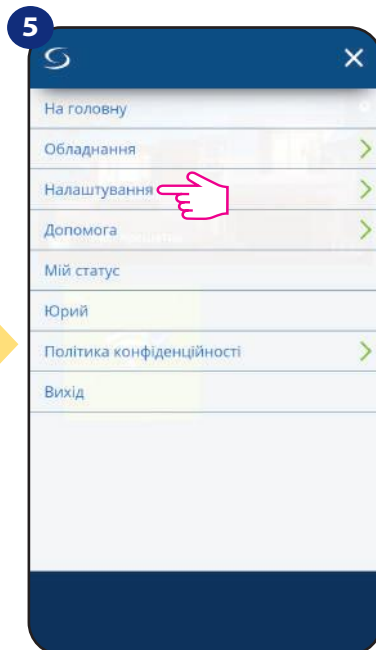 5
На головну
Обладнання
Налаштування
Допомога
Мій статус
Юрий
Політика конфіденційності
Вихід